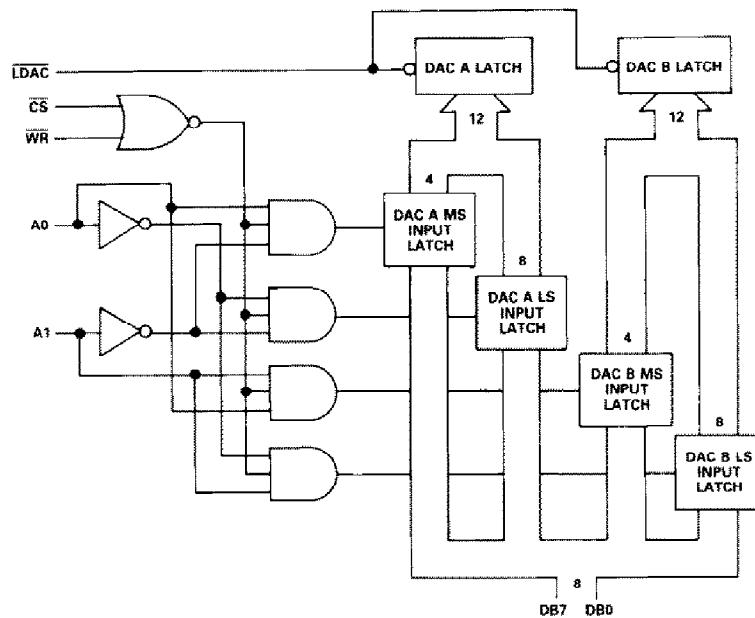 LDAC
CS
WR
A0
A1
DAC A LATCH
DAC B LATCH
12
12
4
DAC A MS
INPUT
LATCH
8
DAC A LS
INPUT
LATCH
4
DAC B MS
INPUT
LATCH
8
DAC B LS
INPUT
LATCH
8
DB7 DB0